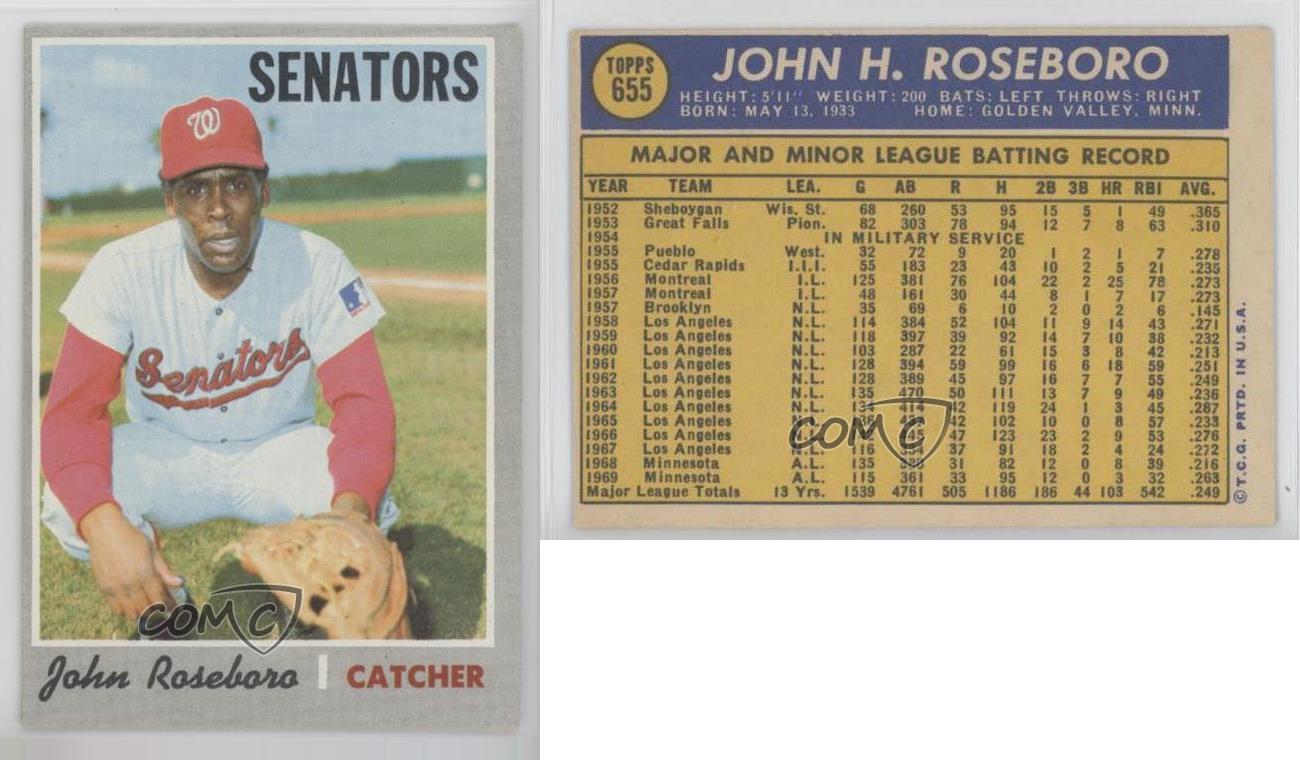 SENATORS
W
Senators
COMC
John Roseboro | CATCHER
TOPPS
655
JOHN H. ROSEBORO
HEIGHT: 5'11" WEIGHT: 200 BATS: LEFT THROWS: RIGHT
BORN: MAY 13, 1933 HOME: GOLDEN VALLEY, MINN.
MAJOR AND MINOR LEAGUE BATTING RECORD
YEAR TEAM LEA. G AB R H 2B 3B HR RBI AVG.
1952 Sheboygan Wis. St. 68 260 53 95 15 5 1 49 .365
1953 Great Falls Pion. 82 303 78 94 12 7 8 63 .310
1954 IN MILITARY SERVICE
1955 Pueblo West. 32 72 9 20 1 2 1 7 .278
1955 Cedar Rapids I.I.I. 55 183 23 43 10 2 5 21 .235
1956 Montreal I.L. 125 381 76 104 22 2 25 78 .273
1957 Montreal I.L. 48 161 30 44 8 1 7 17 .273
1957 Brooklyn N.L. 35 69 6 10 2 0 2 6 .145
1958 Los Angeles N.L. 114 384 52 104 11 9 14 43 .271
1959 Los Angeles N.L. 118 397 39 92 14 7 10 38 .232
1960 Los Angeles N.L. 103 287 22 61 15 3 8 42 .213
1961 Los Angeles N.L. 128 394 59 99 16 6 18 59 .251
1962 Los Angeles N.L. 128 389 45 97 16 7 7 55 .249
1963 Los Angeles N.L. 135 470 50 111 13 7 9 49 .236
1964 Los Angeles N.L. 134 414 42 119 24 1 3 45 .287
1965 Los Angeles N.L. 42 102 10 0 8 57 .233
1966 Los Angeles N.L. 47 123 23 2 9 53 .276
1967 Los Angeles N.L. 116 37 91 18 2 4 24 .272
1968 Minnesota A.L. 135 380 31 82 12 0 8 39 .216
1969 Minnesota A.L. 115 361 33 95 12 0 3 32 .263
Major League Totals 13 Yrs. 1539 4761 505 1186 186 44 103 542 .249
COMC
©T.C.G. PRTD. IN U.S.A.